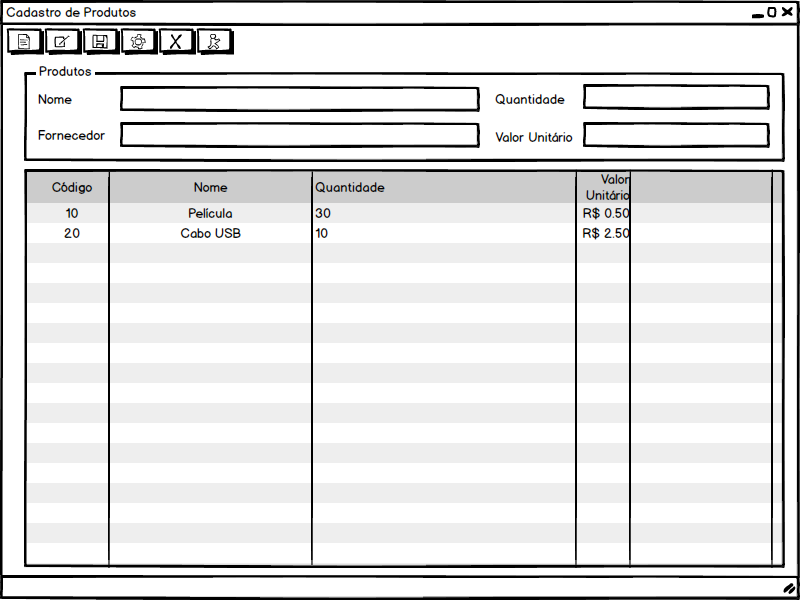 Cadastro de Produtos
Produtos
Nome
Quantidade
Fornecedor
Valor Unitário
Código Nome Quantidade Valor Unitário
10 Película 30 R$ 0.50
20 Cabo USB 10 R$ 2.50